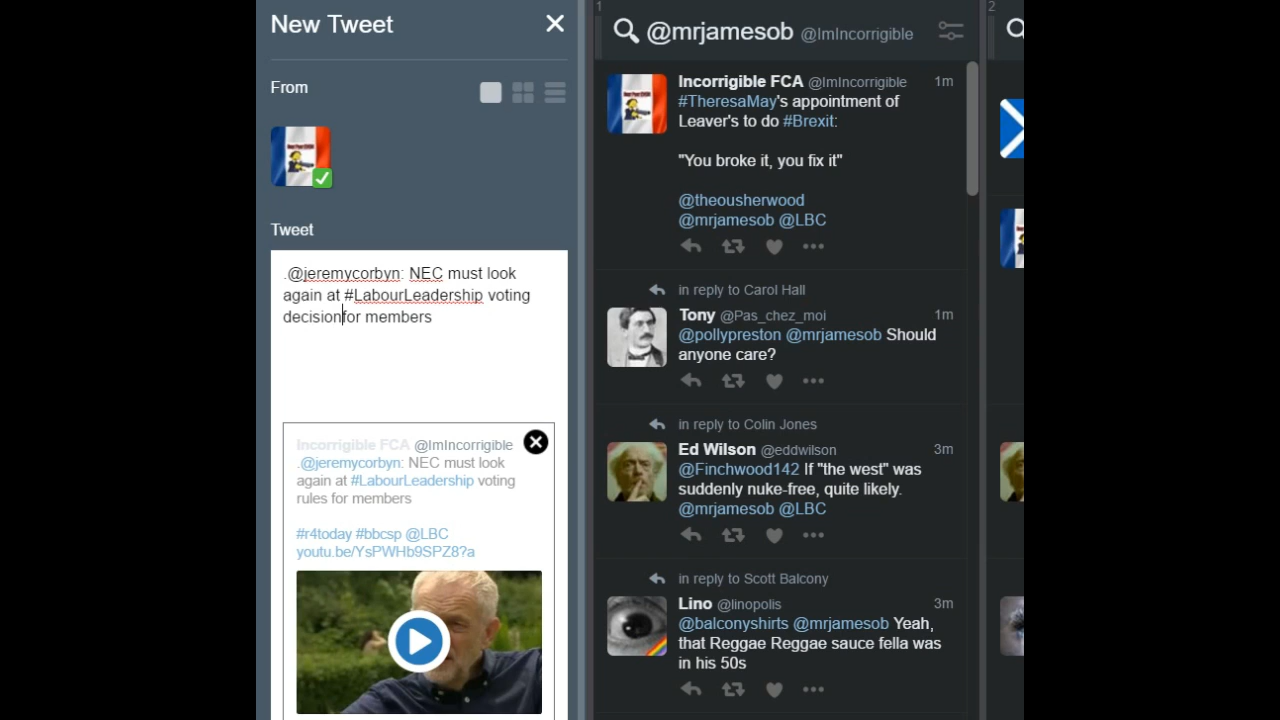 New Tweet
From
Tweet
.@jeremycorbyn: NEC must look
again at #LabourLeadership voting
decisionfor members
Incorrigible FCA @ImIncorrigible
.@jeremycorbyn: NEC must look
again at #LabourLeadership voting
rules for members
#r4today #bbcsp @LBC
youtu.be/YsPWHb9SPZ8?a
1
@mrjamesob @ImIncorrigible
Incorrigible FCA @ImIncorrigible 1m
#TheresaMay's appointment of
Leaver's to do #Brexit:
"You broke it, you fix it"
@theousherwood
@mrjamesob @LBC
in reply to Carol Hall
Tony @Pas_chez_moi 1m
@pollypreston @mrjamesob Should
anyone care?
in reply to Colin Jones
Ed Wilson @eddwilson 3m
@Finchwood142 If "the west" was
suddenly nuke-free, quite likely.
@mrjamesob @LBC
in reply to Scott Balcony
Lino @linopolis 3m
@balconyshirts @mrjamesob Yeah,
that Reggae Reggae sauce fella was
in his 50s
2